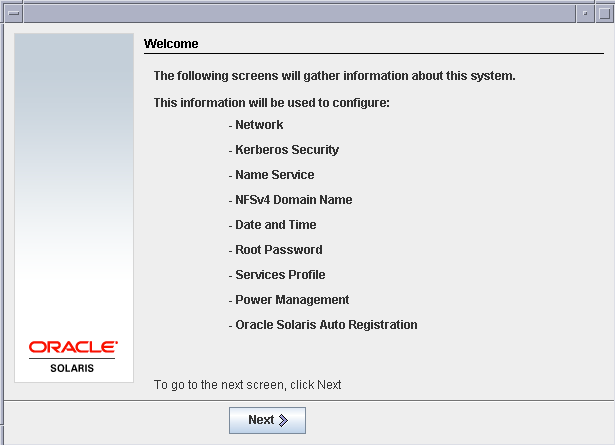 Welcome
The following screens will gather information about this system.
This information will be used to configure:
- Network
- Kerberos Security
- Name Service
- NFSv4 Domain Name
- Date and Time
- Root Password
- Services Profile
- Power Management
- Oracle Solaris Auto Registration
ORACLE
SOLARIS
To go to the next screen, click Next
Next